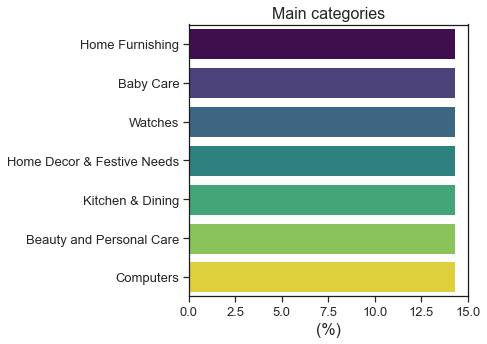 Main categories
Home Furnishing
Baby Care
Watches
Home Decor & Festive Needs
Kitchen & Dining
Beauty and Personal Care
Computers
0.0 2.5 5.0 7.5 10.0 12.5 15.0
(%)